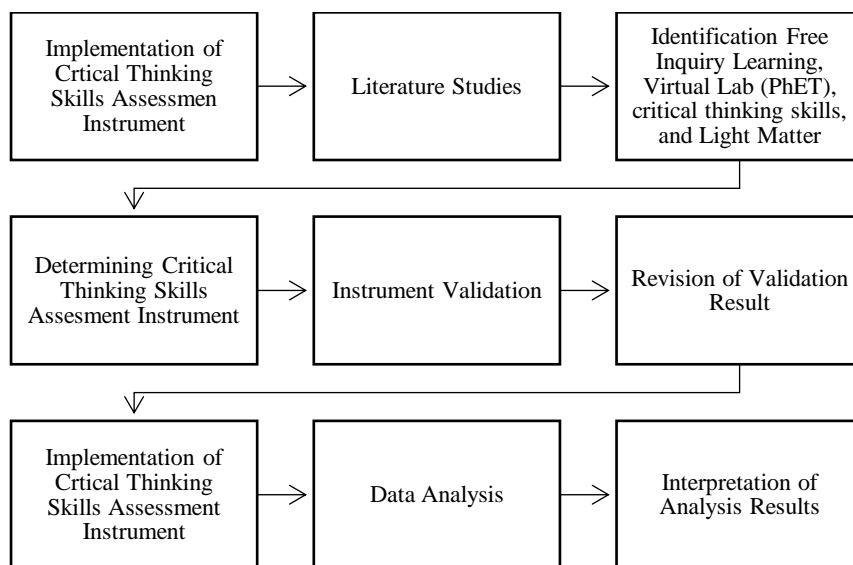 Implementation of
Crtical Thinking
Skills Assessmen
Instrument
Literature Studies
Identification Free
Inquiry Learning,
Virtual Lab (PhET),
critical thinking skills,
and Light Matter
Determining Critical
Thinking Skills
Assesment Instrument
Instrument Validation
Revision of Validation
Result
Implementation of
Crtical Thinking
Skills Assessment
Instrument
Data Analysis
Interpretation of
Analysis Results